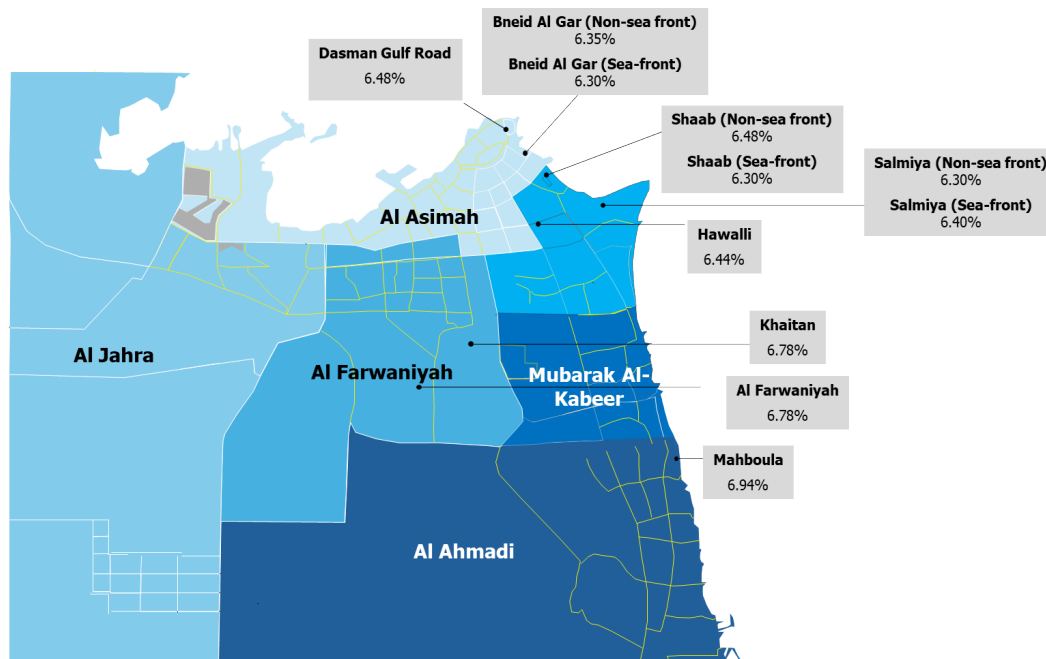 Bneid Al Gar (Non-sea front)
6.35%
Bneid Al Gar (Sea-front)
6.30%
Dasman Gulf Road
6.48%
Shaab (Non-sea front)
6.48%
Shaab (Sea-front)
6.30%
Salmiya (Non-sea front)
6.30%
Salmiya (Sea-front)
6.40%
Al Asimah
Hawalli
6.44%
Khaitan
6.78%
Al Jahra
Al Farwaniyah
Mubarak Al-
Kabeer
Al Farwaniyah
6.78%
Mahboula
6.94%
Al Ahmadi